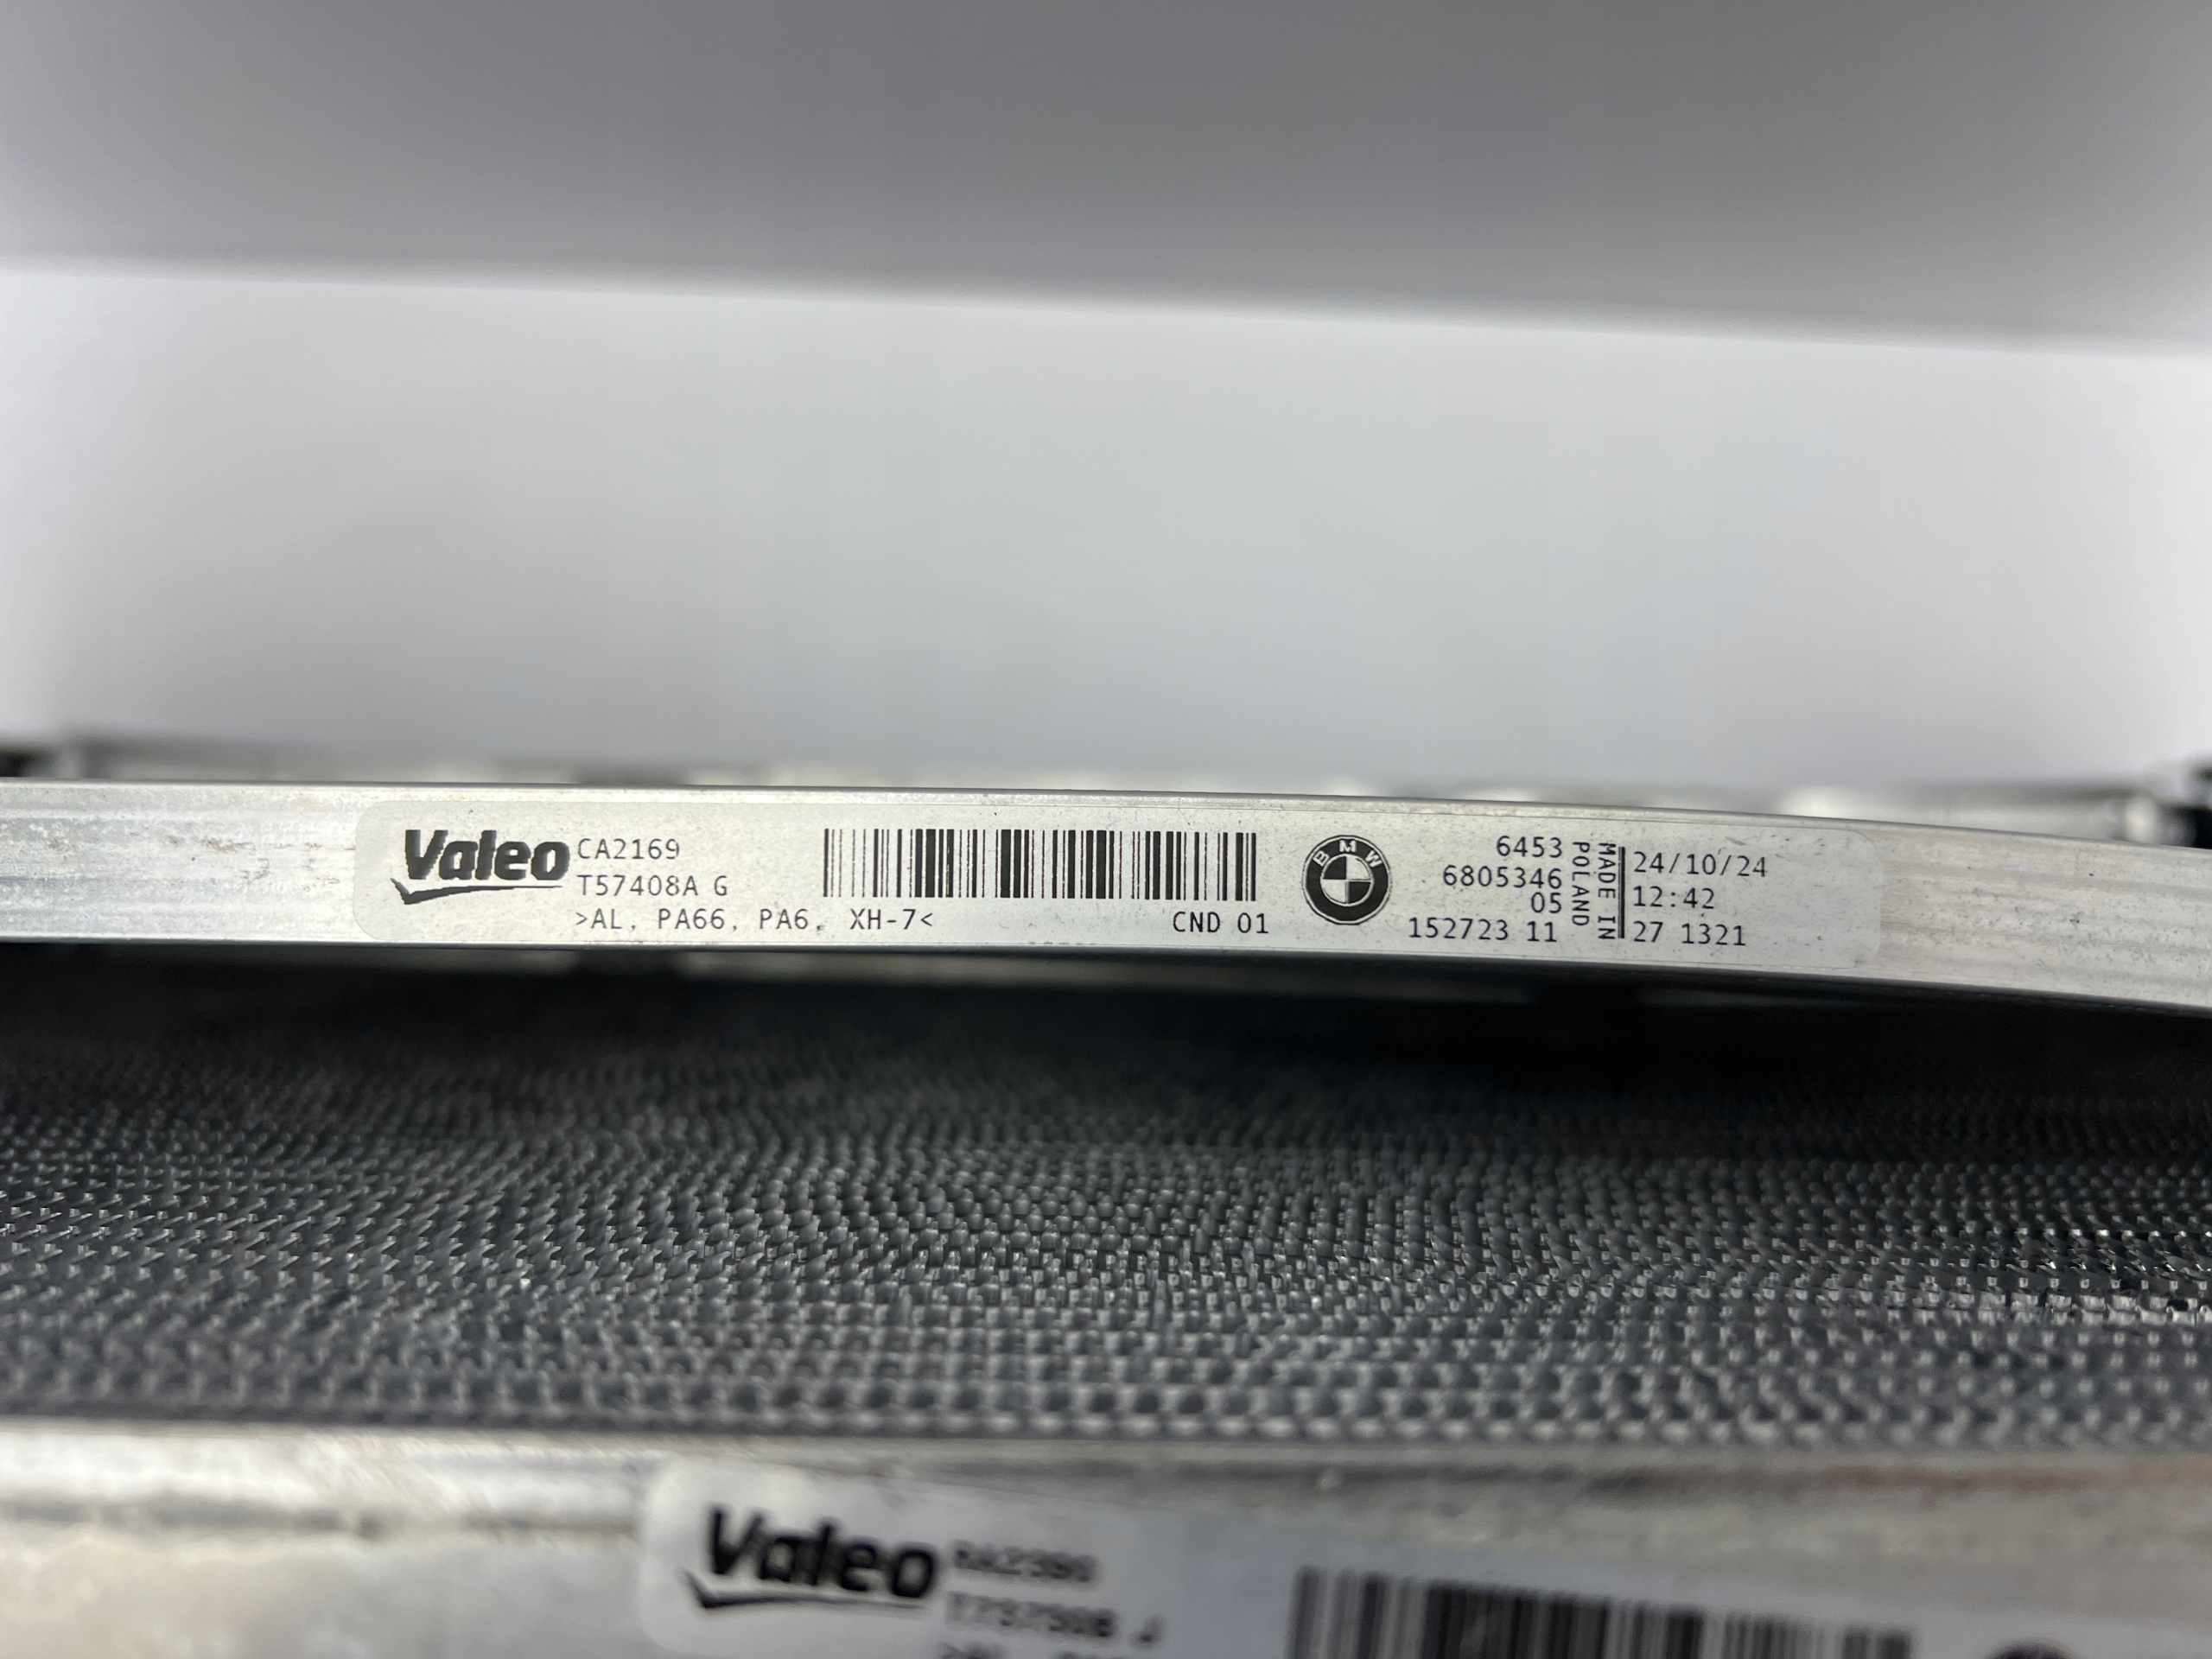 Valeo
CA2169
T57408A G
>AL, PA66, PA6, XH-7<
CND 01
BMW
6453
6805346
05
152723 11
MADE IN
POLAND
24/10/24
12:42
27 1321
Valeo
RA2390